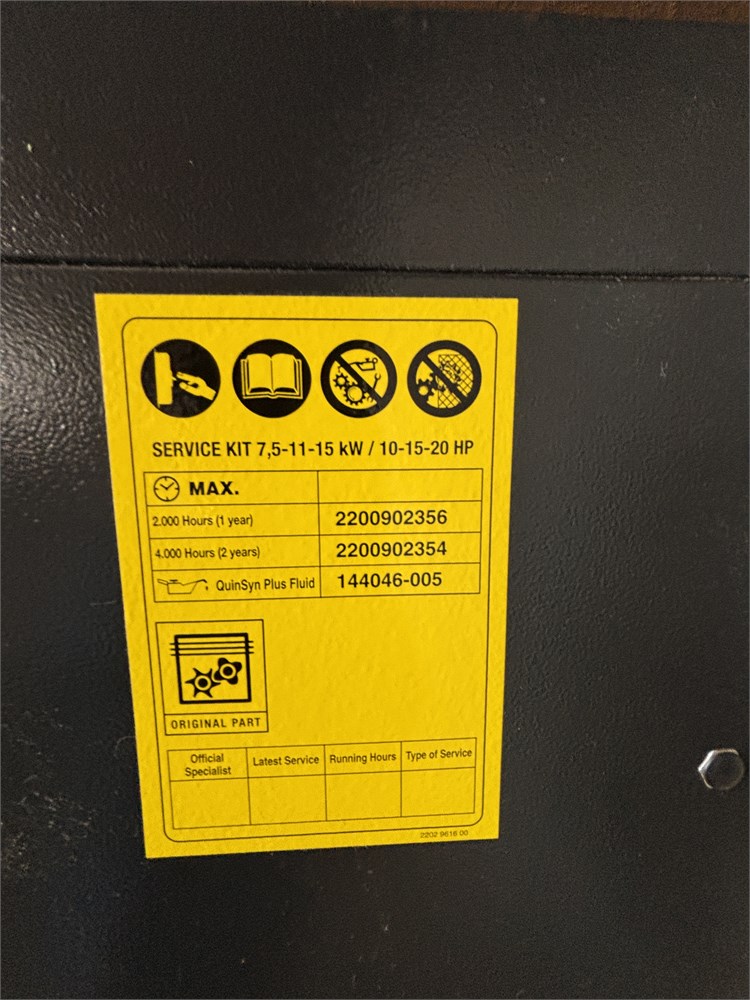 SERVICE KIT 7,5-11-15 kW / 10-15-20 HP
MAX.
2.000 Hours (1 year) 2200902356
4.000 Hours (2 years) 2200902354
QuinSyn Plus Fluid 144046-005
ORIGINAL PART
Official Specialist Latest Service Running Hours Type of Service
2202 9616 00